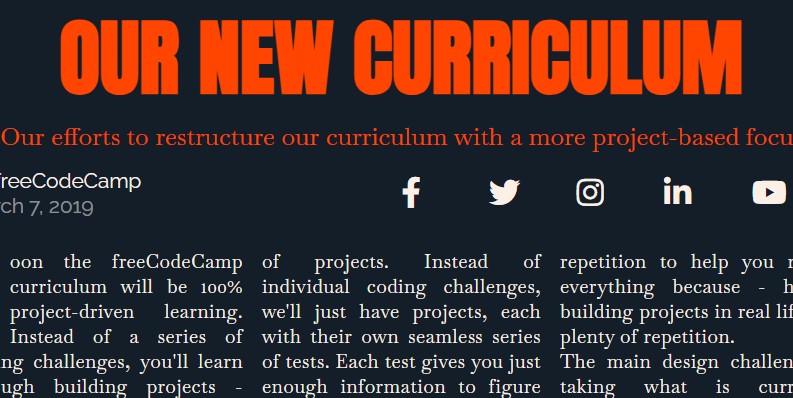 OUR NEW CURRICULUM
Our efforts to restructure our curriculum with a more project-based focu
freeCodeCamp
rch 7, 2019
oon the freeCodeCamp
curriculum will be 100%
project-driven learning.
Instead of a series of
ng challenges, you'll learn
ugh building projects -
of projects. Instead of
individual coding challenges,
we'll just have projects, each
with their own seamless series
of tests. Each test gives you just
enough information to figure
repetition to help you r
everything because - h
building projects in real lif
plenty of repetition.
The main design challen
taking what is curr